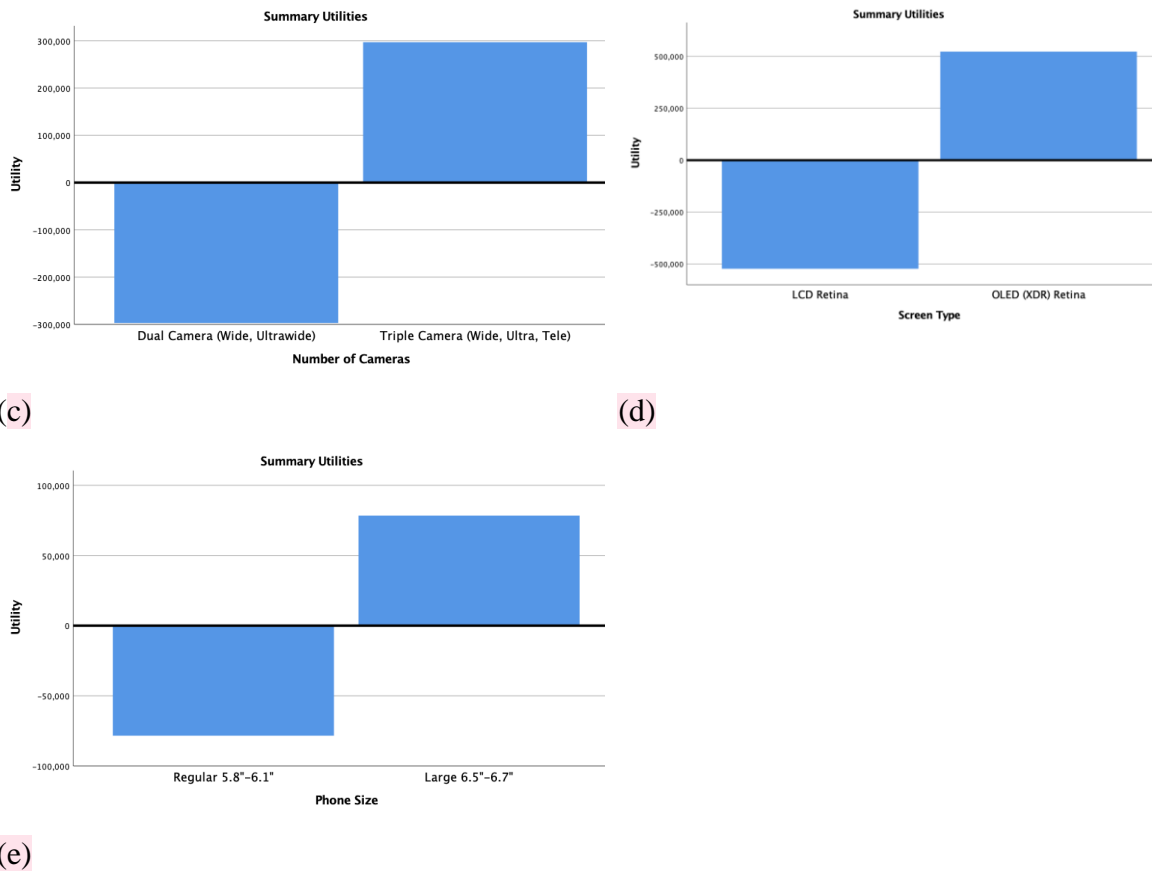 Summary Utilities
300,000
200,000
100,000
0
-100,000
-200,000
-300,000
Utility
Dual Camera (Wide, Ultrawide) Triple Camera (Wide, Ultra, Tele)
Number of Cameras
Summary Utilities
500,000
250,000
0
-250,000
-500,000
Utility
LCD Retina OLED (XDR) Retina
Screen Type
(c) (d)
Summary Utilities
100,000
50,000
0
-50,000
-100,000
Utility
Regular 5.8"-6.1" Large 6.5"-6.7"
Phone Size
(e)